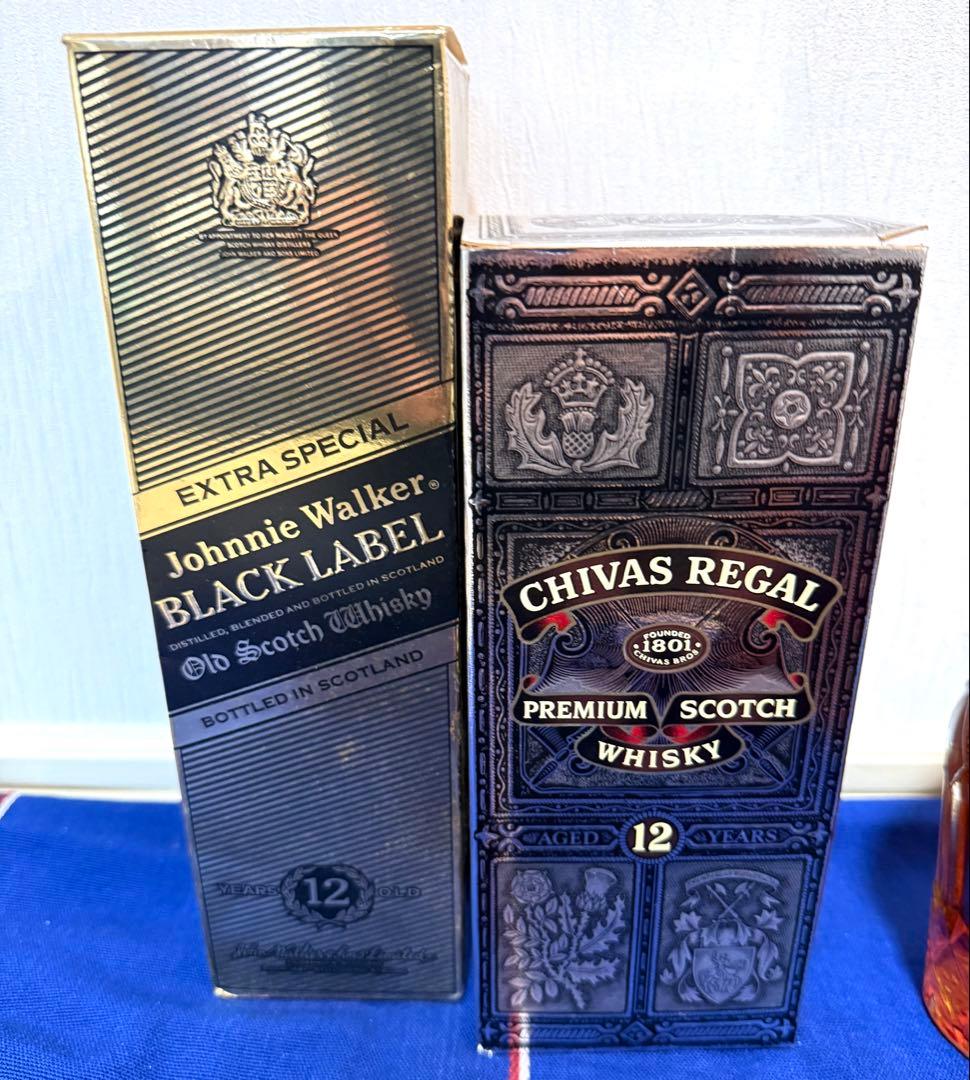 BY APPOINTMENT TO HER MAJESTY THE QUEEN
SCOTCH WHISKY DISTILLERS
JOHN WALKER AND SONS LIMITED
EXTRA SPECIAL
Johnnie Walker®
BLACK LABEL
DISTILLED, BLENDED AND BOTTLED IN SCOTLAND
Old Scotch Whisky
BOTTLED IN SCOTLAND
YEARS 12 OLD
CHIVAS REGAL
FOUNDED
1801
CHIVAS BROS
PREMIUM SCOTCH
WHISKY
AGED 12 YEARS